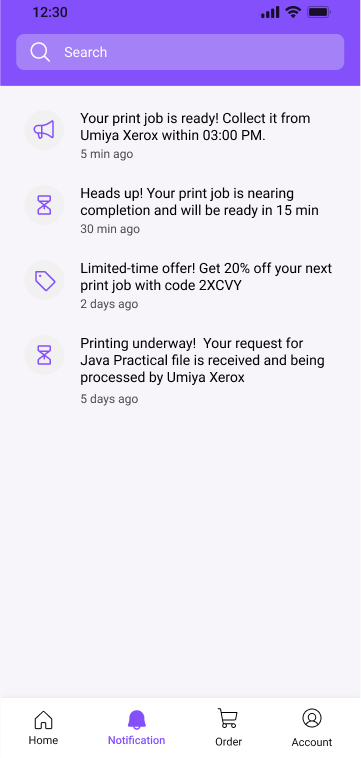 12:30
Search
Your print job is ready! Collect it from
Umiya Xerox within 03:00 PM.
5 min ago
Heads up! Your print job is nearing
completion and will be ready in 15 min
30 min ago
Limited-time offer! Get 20% off your next
print job with code 2XCVY
2 days ago
Printing underway!  Your request for
Java Practical file is received and being
processed by Umiya Xerox
5 days ago
Home Notification Order Account